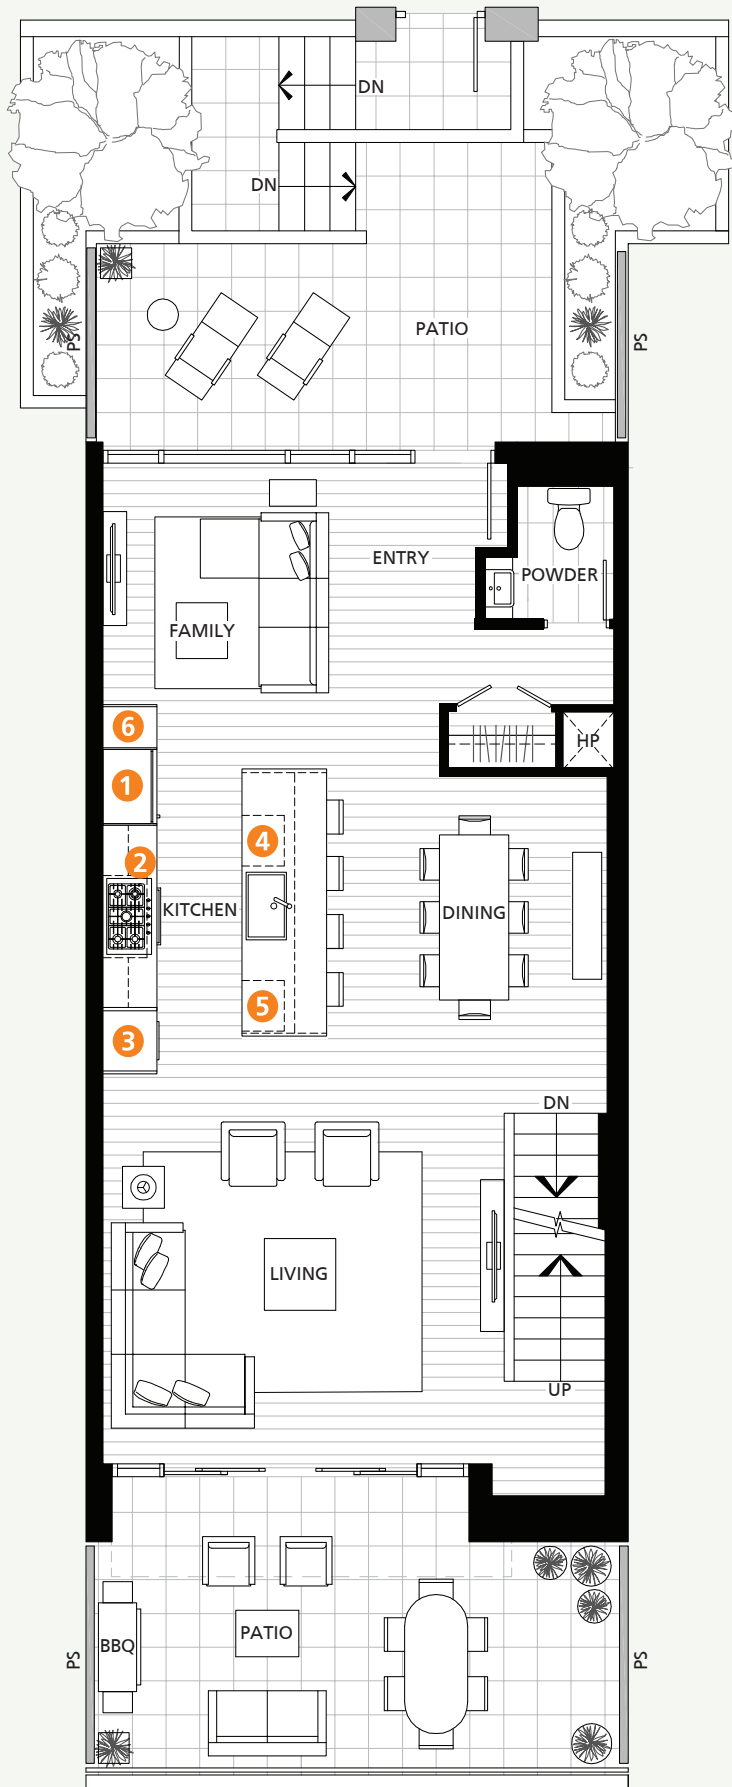 DN
DN
PATIO
PS
PS
ENTRY
POWDER
FAMILY
6
HP
1
4
2
KITCHEN
DINING
5
3
DN
LIVING
UP
BBQ
PATIO
PS
PS